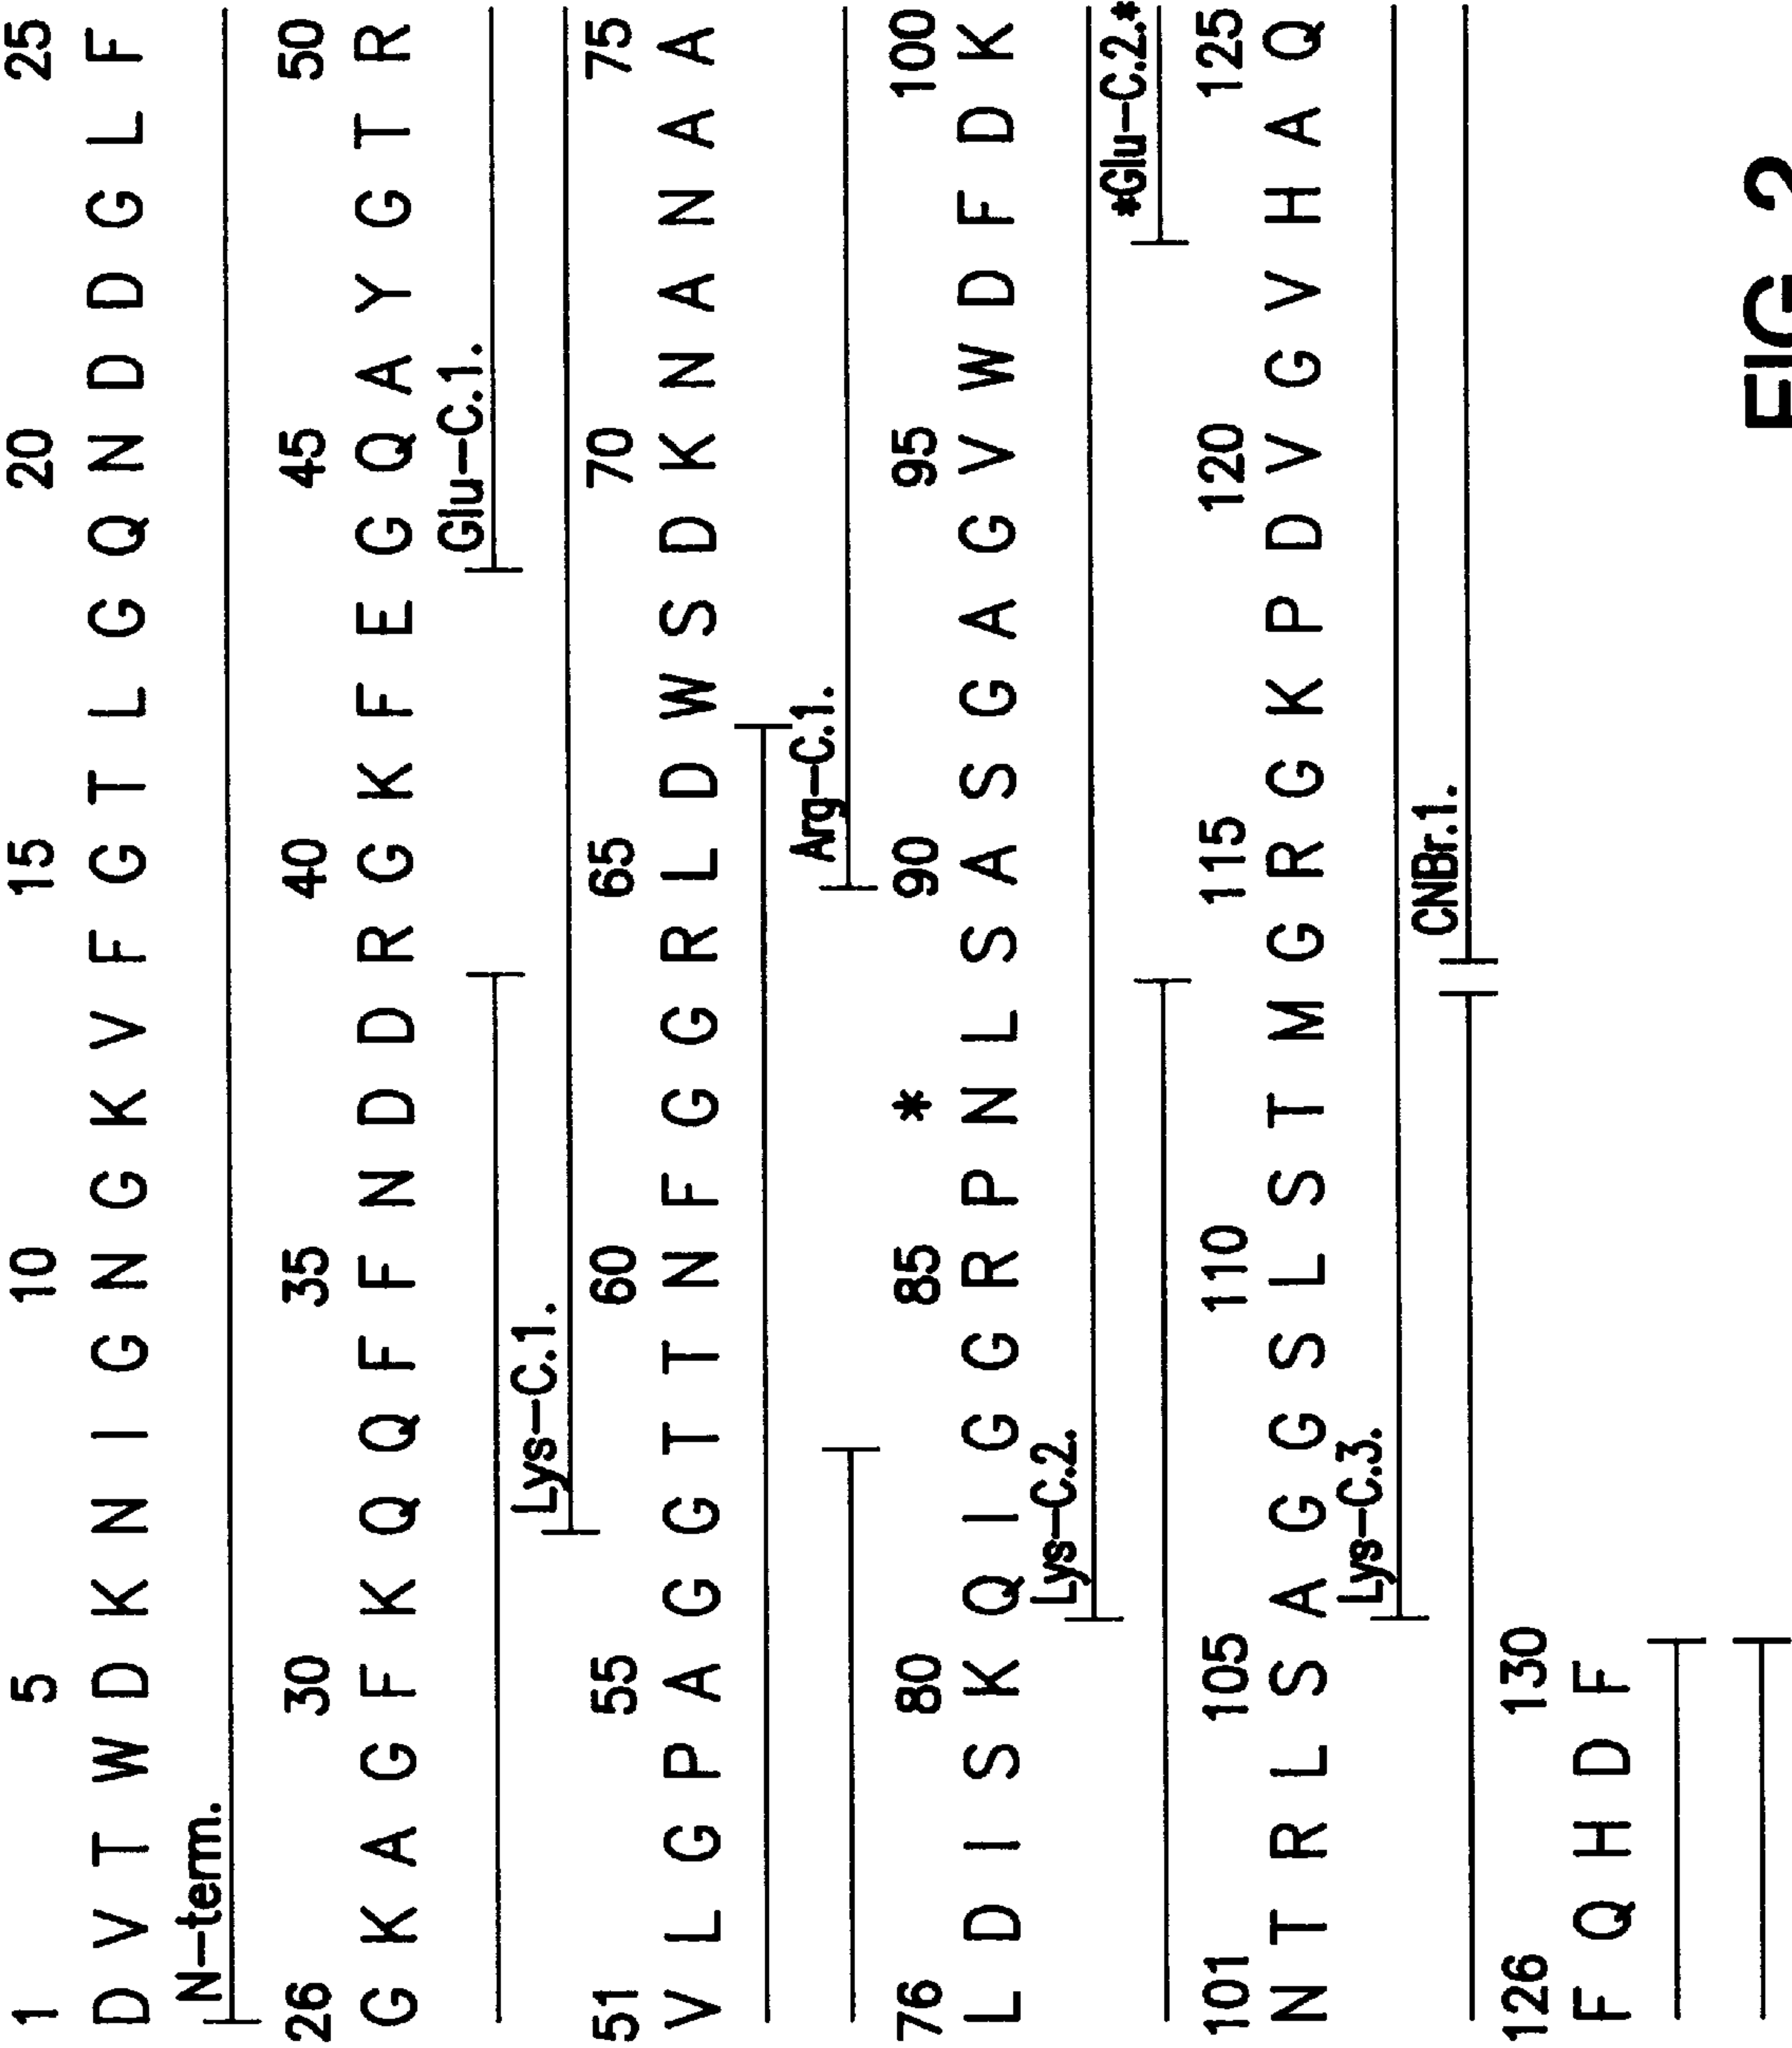 1 5 10 15 20 25
D V T W D K N I G N G K V F G T L G Q N D D G L F
N-term.
26 30 35 40 45 50
G K A G F K Q Q F F N D D R G K F E G Q A Y G T R
Glu-C.1.
Lys-C.1.
51 55 60 65 70 75
V L G P A G G T T N F G G R L D W S D K N A N A A
Arg-C.1.
76 80 85 * 90 95 100
L D I S K Q I G G R P N L S A S G A G V W D F D K
Lys-C.2.
*Glu-C.2.*
101 105 110 115 120 125
N T R L S A G G S L S T M G R G K P D V G V H A Q
Lys-C.3.
CNBr.1.
126 130
F Q H D F
FIG 2